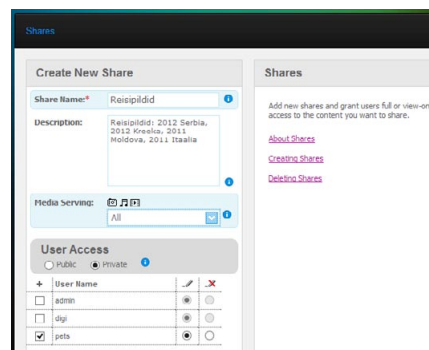 Shares
Create New Share
Share Name:*
Reisipildid
Description:
Reisipildid: 2012 Serbia,
2012 Kreeka, 2011
Moldova, 2011 Itaalia
Media Serving:
All
User Access
Public
Private
+ User Name
admin
digi
pets
Shares
Add new shares and grant users full or view-on
access to the content you want to share.
About Shares
Creating Shares
Deleting Shares